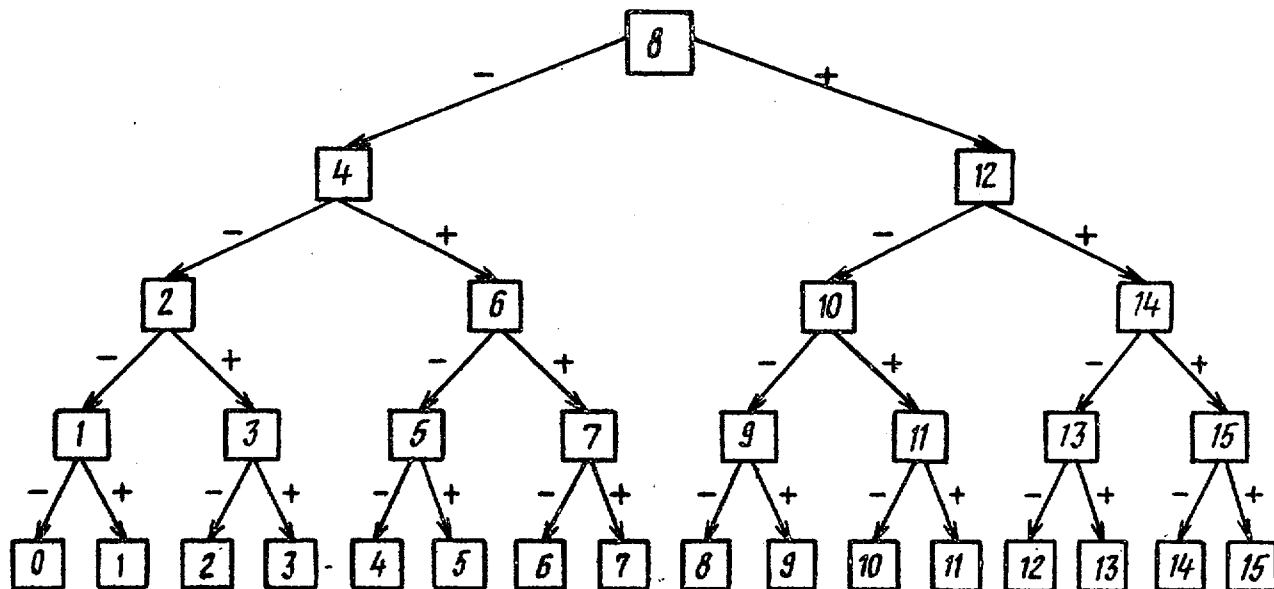 8
- +
4 12
- + - +
2 6 10 14
- + - + - + - +
1 3 5 7 9 11 13 15
- + - + - + - + - + - + - + - +
0 1 2 3 4 5 6 7 8 9 10 11 12 13 14 15